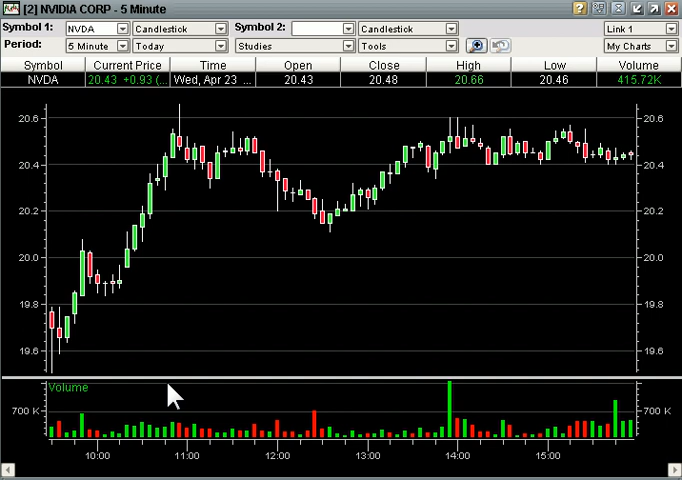 [2] NVIDIA CORP - 5 Minute
Symbol 1: NVDA Candlestick Symbol 2: Candlestick Link 1
Period: 5 Minute Today Studies Tools My Charts
Symbol Current Price Time Open Close High Low Volume
NVDA 20.43 +0.93 (... Wed, Apr 23 ... 20.43 20.48 20.66 20.46 415.72K
20.6 20.6
20.4 20.4
20.2 20.2
20.0 20.0
19.8 19.8
19.6 19.6
Volume
700 K 700 K
10:00 11:00 12:00 13:00 14:00 15:00